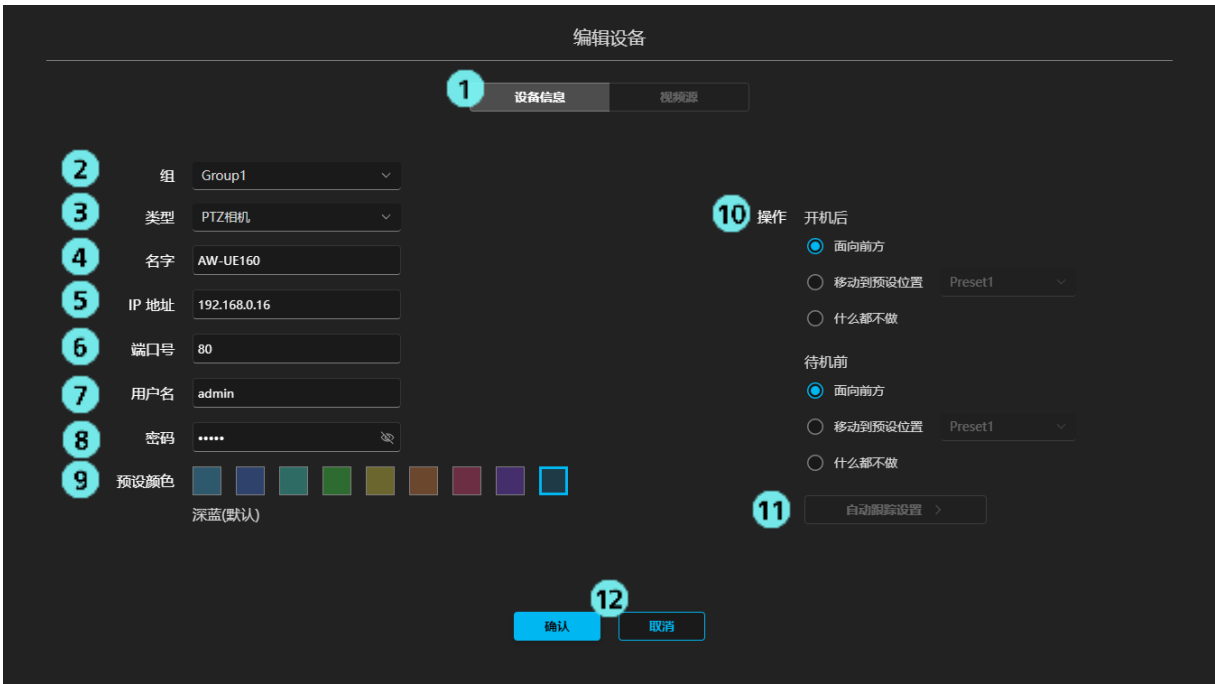 编辑设备
1 设备信息 视频源
2 组 Group1
3 类型 PTZ相机
4 名字 AW-UE160
5 IP 地址 192.168.0.16
6 端口号 80
7 用户名 admin
8 密码 •••••
9 预设颜色
深蓝(默认)
10 操作 开机后
面向前方
移动到预设位置 Preset1
什么都不做
待机前
面向前方
移动到预设位置 Preset1
什么都不做
11 自动跟踪设置 >
12
确认 取消